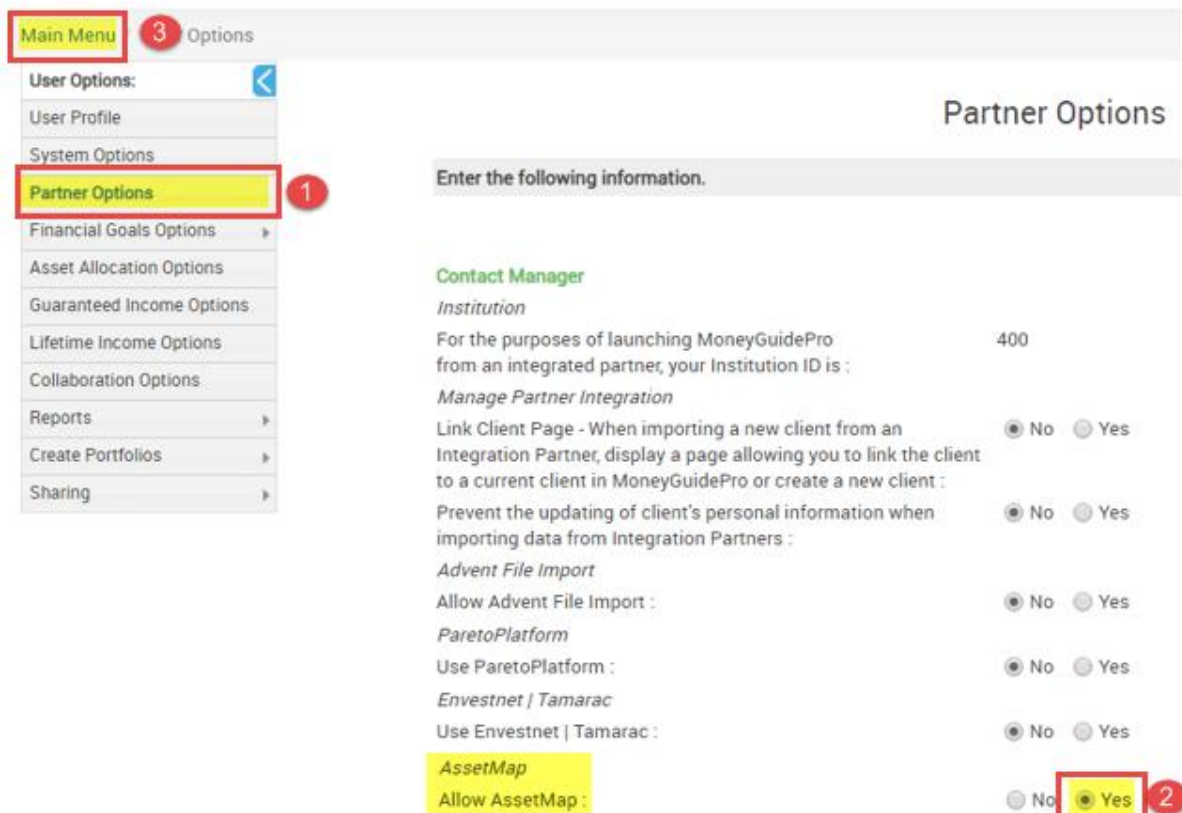 Main Menu 3 Options
User Options:
User Profile
System Options
Partner Options 1
Financial Goals Options
Asset Allocation Options
Guaranteed Income Options
Lifetime Income Options
Collaboration Options
Reports
Create Portfolios
Sharing
Partner Options
Enter the following information.
Contact Manager
Institution
For the purposes of launching MoneyGuidePro 400
from an integrated partner, your Institution ID is :
Manage Partner Integration
Link Client Page - When importing a new client from an No Yes
Integration Partner, display a page allowing you to link the client
to a current client in MoneyGuidePro or create a new client :
Prevent the updating of client's personal information when No Yes
importing data from Integration Partners :
Advent File Import
Allow Advent File Import : No Yes
ParetoPlatform
Use ParetoPlatform : No Yes
Envestnet | Tamarac
Use Envestnet | Tamarac : No Yes
AssetMap
Allow AssetMap : No Yes 2